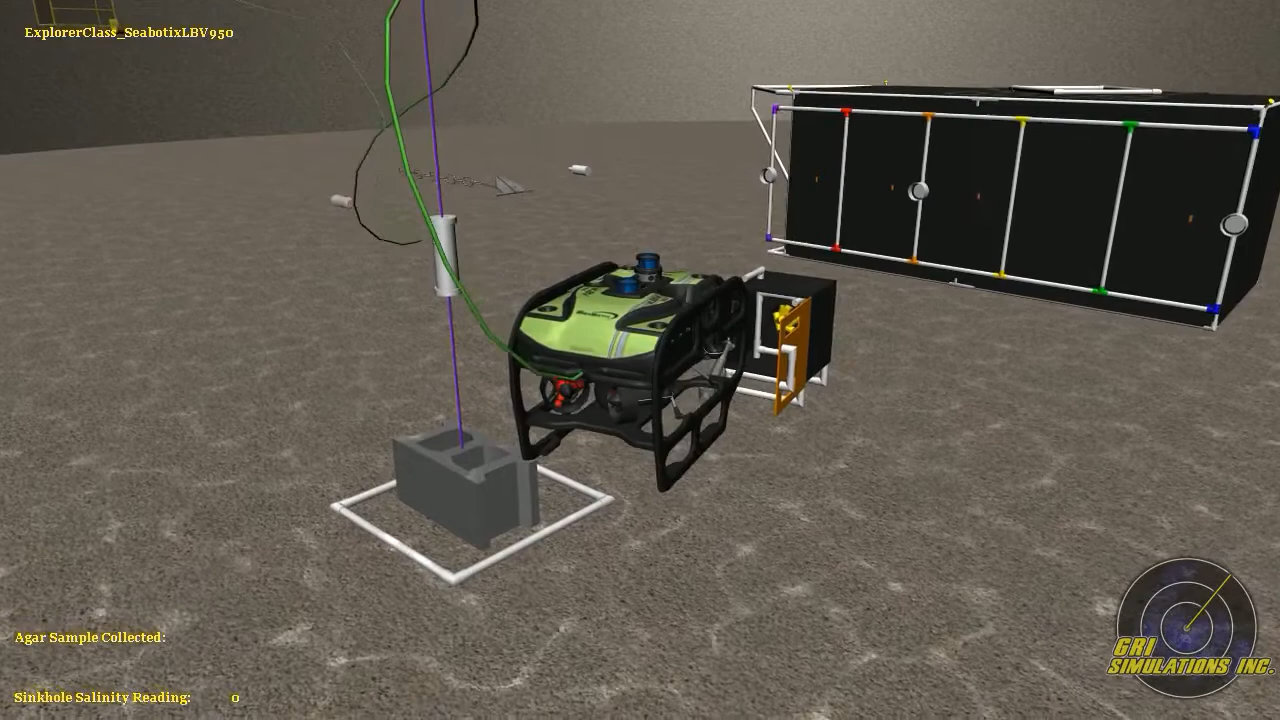 ExplorerClass_SeabotixLBV950
Agar Sample Collected:
Sinkhole Salinity Reading: 0
GRI
SIMULATIONS INC.